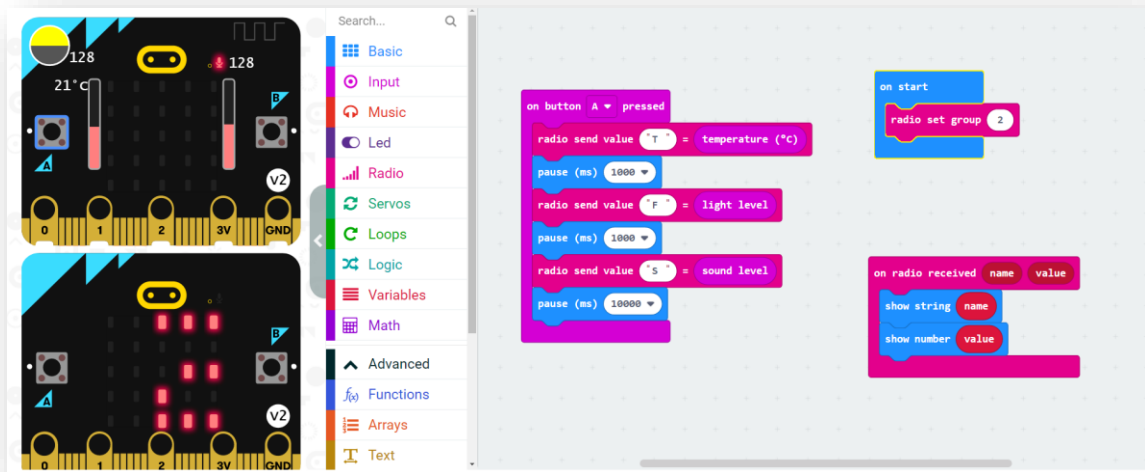 128
128
21°C
B
A
V2
0 1 2 3V GND
B
A
V2
0 1 2 3V GND
Search...
Basic
Input
Music
Led
Radio
Servos
Loops
Logic
Variables
Math
Advanced
f(x) Functions
Arrays
Text
on button A pressed
radio send value "T " = temperature (°C)
pause (ms) 1000
radio send value "F " = light level
pause (ms) 1000
radio send value "S " = sound level
pause (ms) 10000
on start
radio set group 2
on radio received name value
show string name
show number value